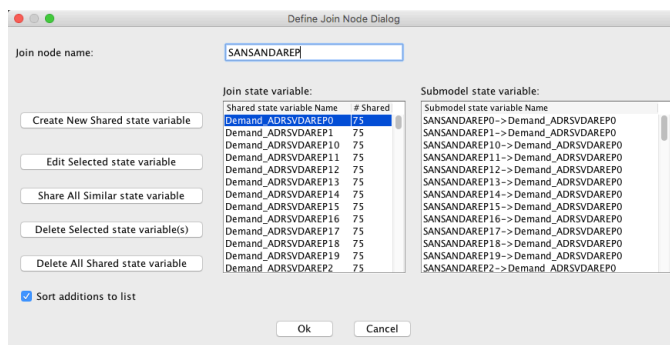 Define Join Node Dialog
Join node name:
SANSANDAREP
Join state variable:
Submodel state variable:
Shared state variable Name # Shared
Submodel state variable Name
Create New Shared state variable
Edit Selected state variable
Share All Similar state variable
Delete Selected state variable(s)
Delete All Shared state variable
Sort additions to list
Demand_ADRSVDAREP0 75
Demand_ADRSVDAREP1 75
Demand_ADRSVDAREP10 75
Demand_ADRSVDAREP11 75
Demand_ADRSVDAREP12 75
Demand_ADRSVDAREP13 75
Demand_ADRSVDAREP14 75
Demand_ADRSVDAREP15 75
Demand_ADRSVDAREP16 75
Demand_ADRSVDAREP17 75
Demand_ADRSVDAREP18 75
Demand_ADRSVDAREP19 75
Demand_ADRSVDAREP2 75
SANSANDAREP0->Demand_ADRSVDAREP0
SANSANDAREP1->Demand_ADRSVDAREP0
SANSANDAREP10->Demand_ADRSVDAREP0
SANSANDAREP11->Demand_ADRSVDAREP0
SANSANDAREP12->Demand_ADRSVDAREP0
SANSANDAREP13->Demand_ADRSVDAREP0
SANSANDAREP14->Demand_ADRSVDAREP0
SANSANDAREP15->Demand_ADRSVDAREP0
SANSANDAREP16->Demand_ADRSVDAREP0
SANSANDAREP17->Demand_ADRSVDAREP0
SANSANDAREP18->Demand_ADRSVDAREP0
SANSANDAREP19->Demand_ADRSVDAREP0
SANSANDAREP2->Demand_ADRSVDAREP0
Ok
Cancel